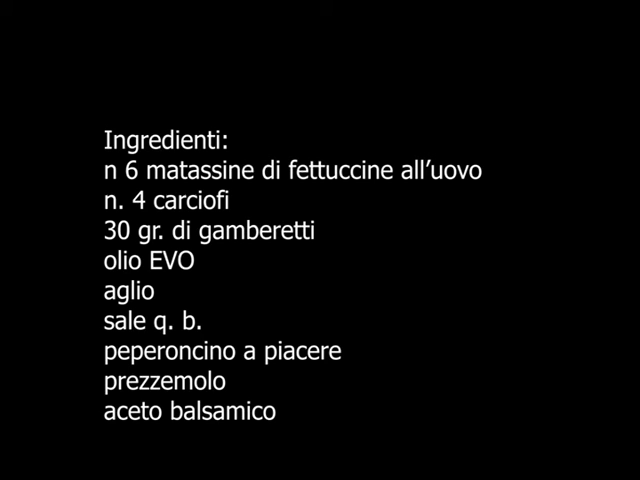 Ingredienti:
n 6 matassine di fettuccine all’uovo
n. 4 carciofi
30 gr. di gamberetti
olio EVO
aglio
sale q. b.
peperoncino a piacere
prezzemolo
aceto balsamico